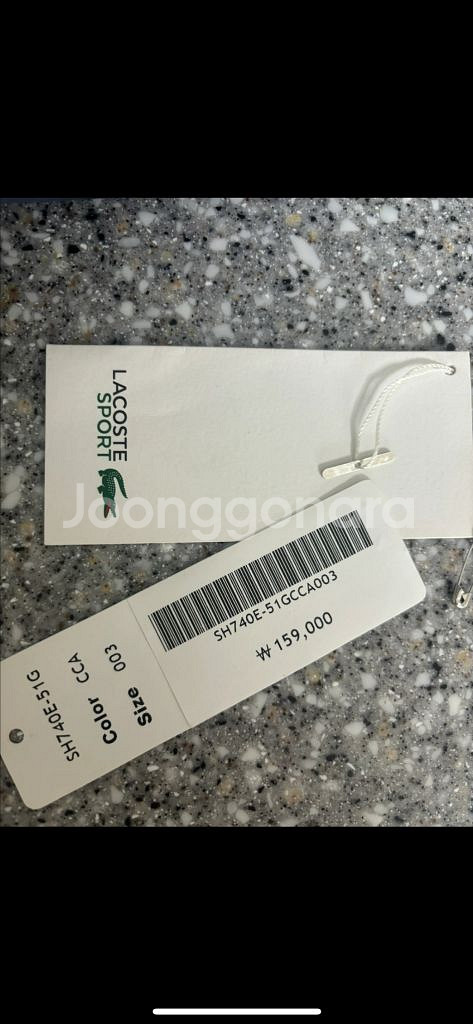 LACOSTE
SPORT
Joonggonara
SH740E-51GCCA003
₩159,000
SH740E-51G
Color CCA
Size 003